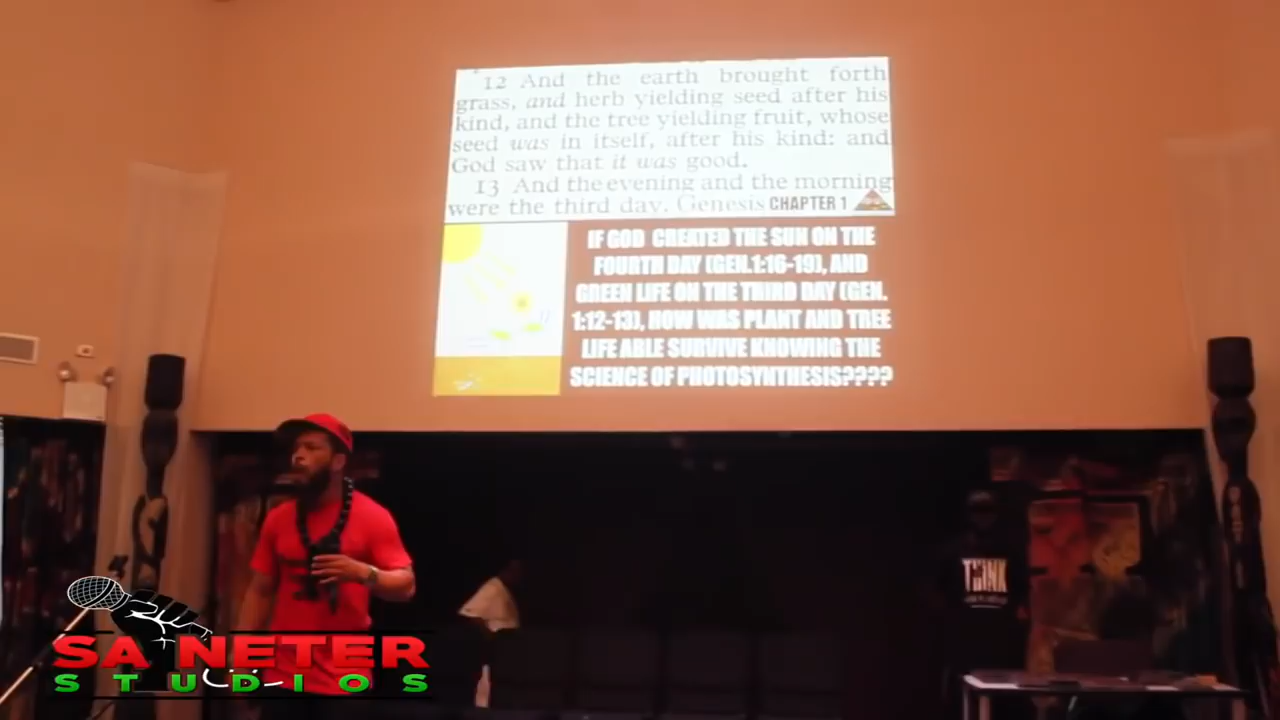 12 And the earth brought forth
grass, and herb yielding seed after his
kind, and the tree yielding fruit, whose
seed was in itself, after his kind: and
God saw that it was good.
13 And the evening and the morning
were the third day. Genesis CHAPTER 1
IF GOD CREATED THE SUN ON THE
FOURTH DAY (GEN.1:16-19), AND
GREEN LIFE ON THE THIRD DAY (GEN.
1:12-13), HOW WAS PLANT AND TREE
LIFE ABLE SURVIVE KNOWING THE
SCIENCE OF PHOTOSYNTHESIS????
THINK
SA NETER
STUDIOS